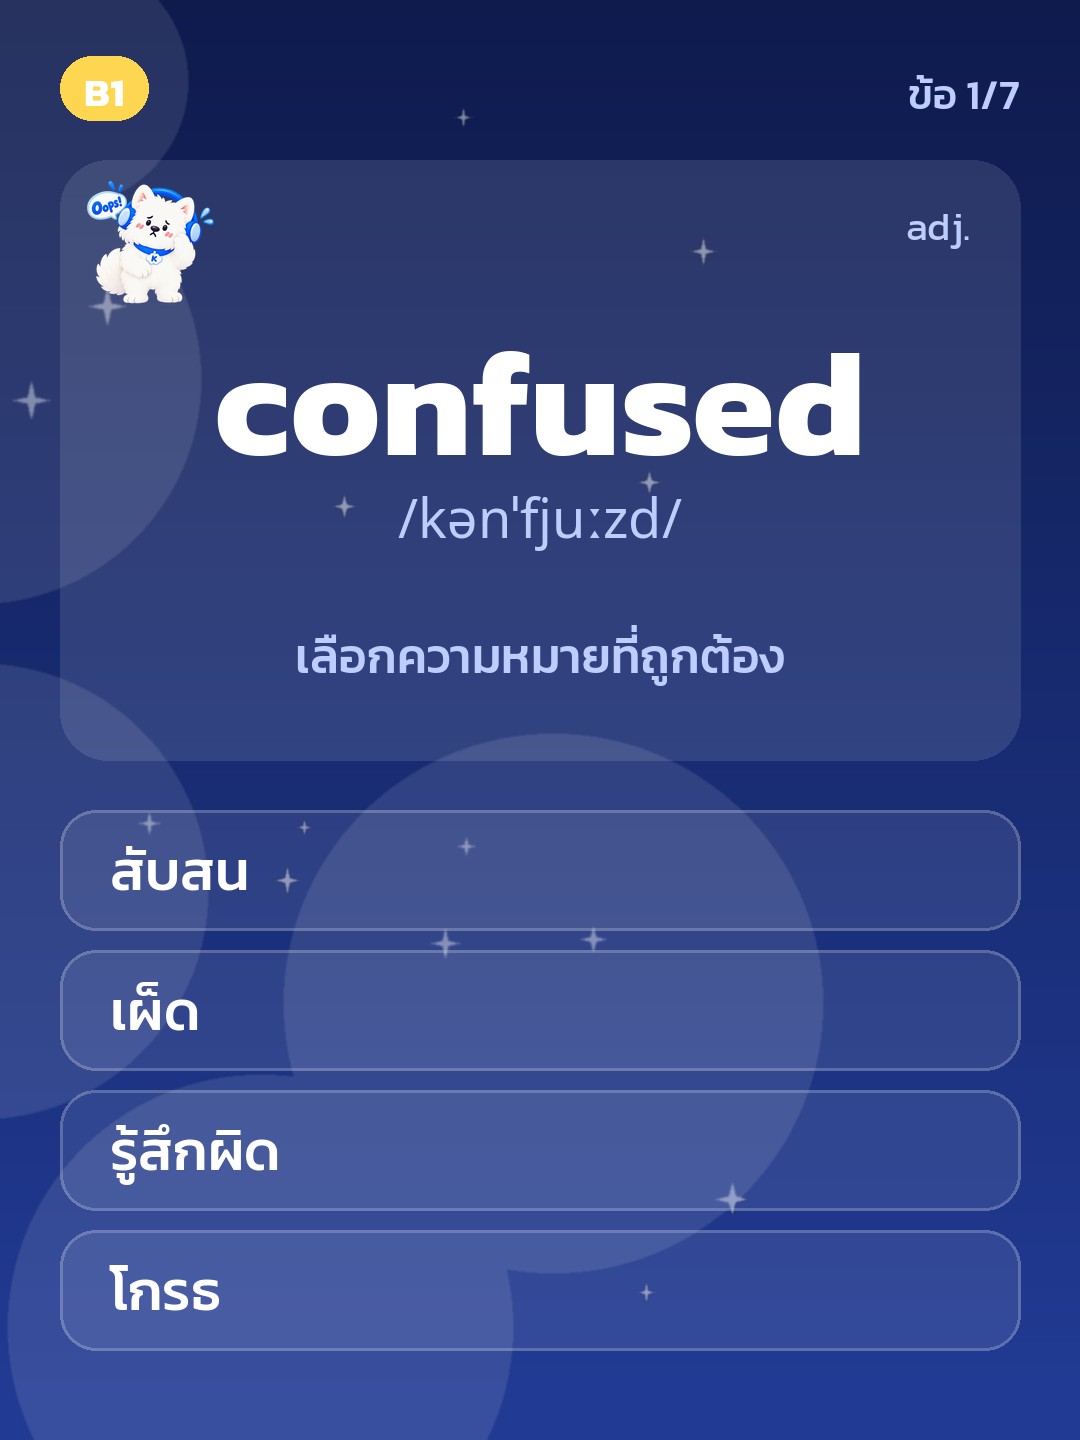 B1
ข้อ 1/7
Oops!
adj.
K
confused
/kənˈfjuːzd/
เลือกความหมายที่ถูกต้อง
สับสน
เผ็ด
รู้สึกผิด
โกรธ